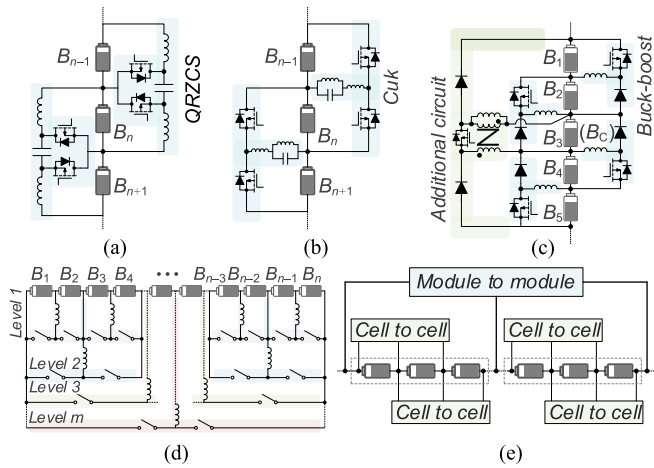 B_{n-1}
B_n
B_{n+1}
QRZCS
(a)
B_{n-1}
B_n
B_{n+1}
Cuk
(b)
Additional circuit
B_1
B_2
B_3
(B_C)
B_4
B_5
Buck-boost
(c)
B_1 B_2 B_3 B_4 ... B_{n-3} B_{n-2} B_{n-1} B_n
Level 1
Level 2
Level 3
Level m
(d)
Module to module
Cell to cell Cell to cell
Cell to cell Cell to cell
(e)